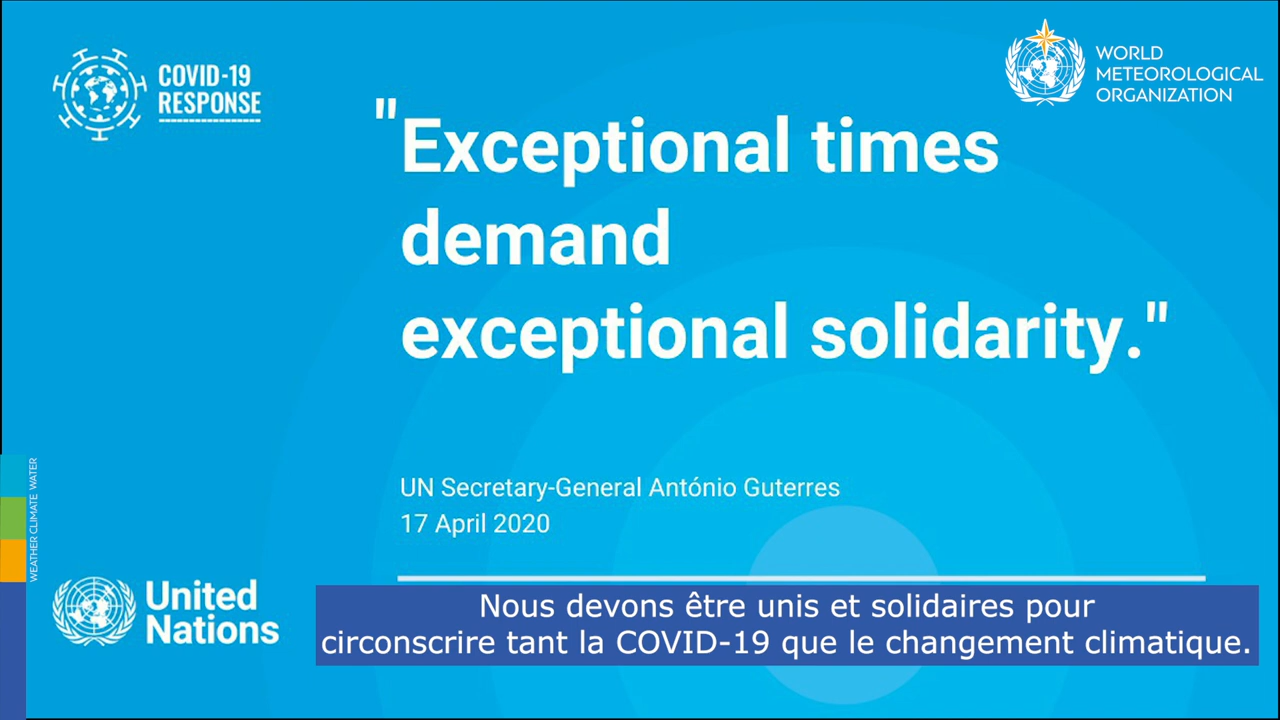 COVID-19
RESPONSE
WORLD
METEOROLOGICAL
ORGANIZATION
"Exceptional times
demand
exceptional solidarity."
UN Secretary-General António Guterres
17 April 2020
WEATHER CLIMATE WATER
United
Nations
Nous devons être unis et solidaires pour
circonscrire tant la COVID-19 que le changement climatique.